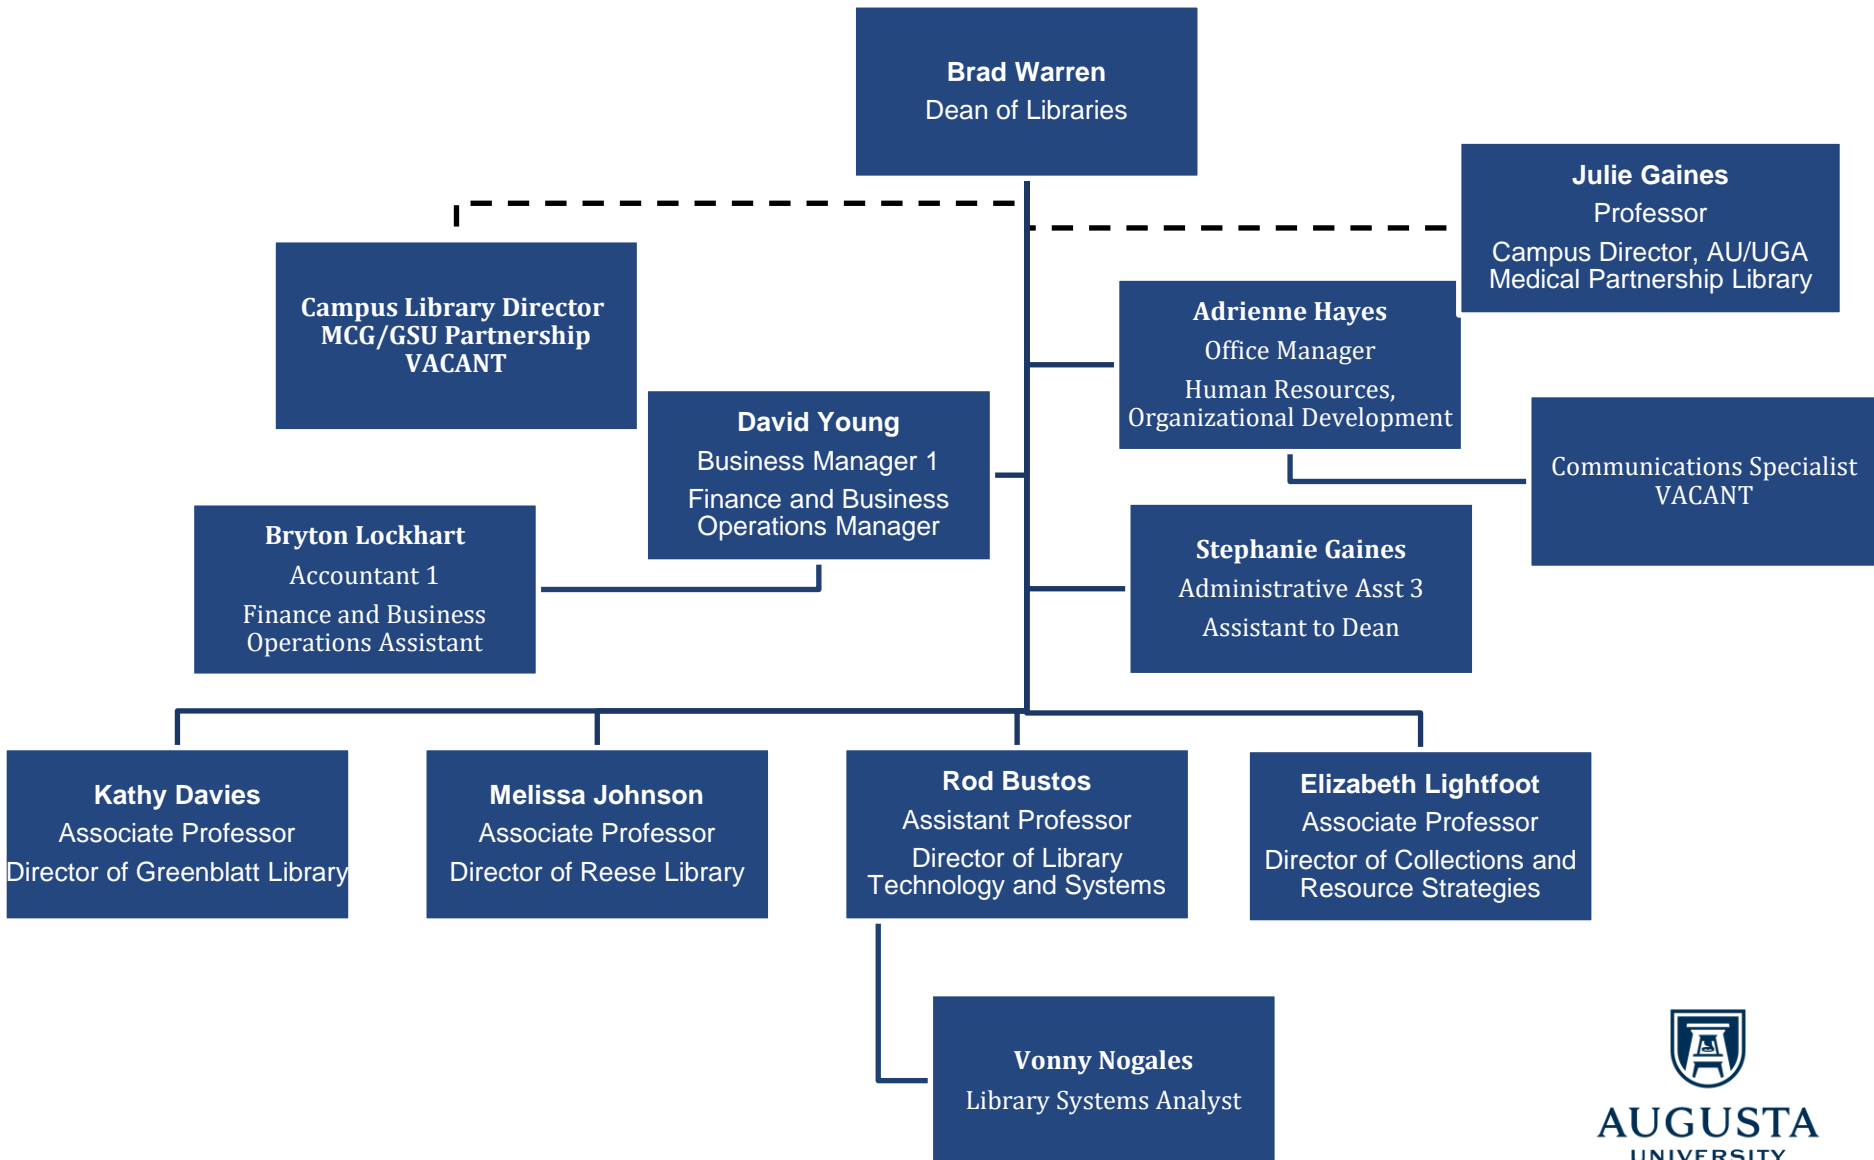 Brad Warren
Dean of Libraries
Julie Gaines
Professor
Campus Director, AU/UGA
Medical Partnership Library
Campus Library Director
MCG/GSU Partnership
VACANT
Adrienne Hayes
Office Manager
Human Resources,
Organizational Development
David Young
Business Manager 1
Finance and Business
Operations Manager
Communications Specialist
VACANT
Bryton Lockhart
Accountant 1
Finance and Business
Operations Assistant
Stephanie Gaines
Administrative Asst 3
Assistant to Dean
Kathy Davies
Associate Professor
Director of Greenblatt Library
Melissa Johnson
Associate Professor
Director of Reese Library
Rod Bustos
Assistant Professor
Director of Library
Technology and Systems
Elizabeth Lightfoot
Associate Professor
Director of Collections and
Resource Strategies
Vonny Nogales
Library Systems Analyst
AUGUSTA
UNIVERSITY